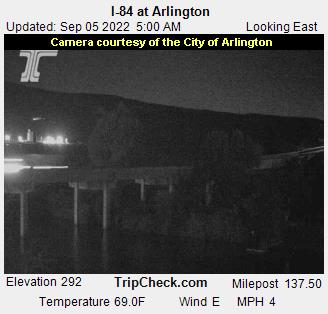 I-84 at Arlington
Updated: Sep 05 2022 5:00 AM Looking East
Camera courtesy of the City of Arlington
Elevation 292 TripCheck.com Milepost 137.50
Temperature 69.0F Wind E MPH 4